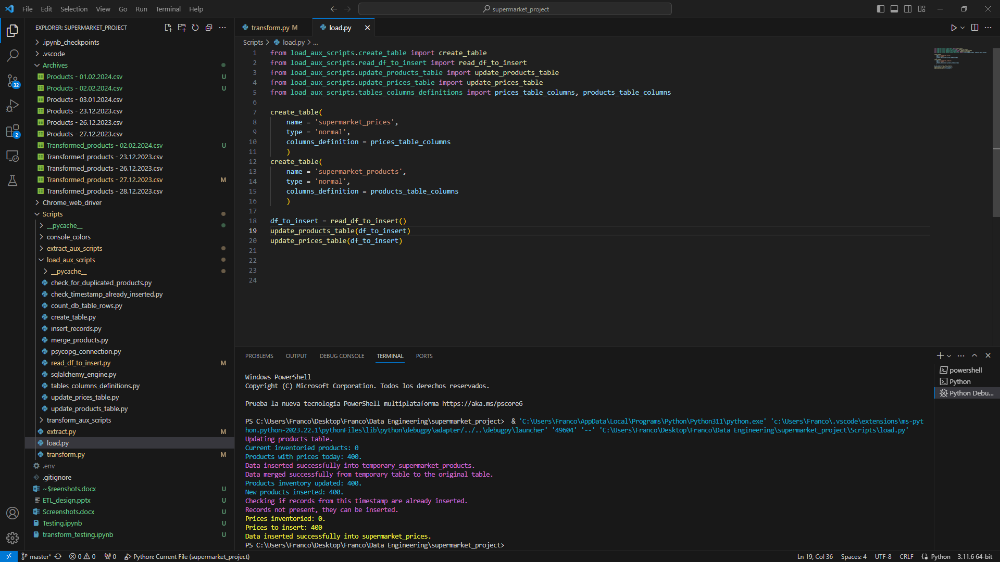 File Edit Selection View Go Run Terminal Help
supermarket_project
EXPLORER: SUPERMARKET_PROJECT
.ipynb_checkpoints
.vscode
Archives
Products - 01.02.2024.csv U
Products - 02.02.2024.csv U
Products - 03.01.2024.csv
Products - 23.12.2023.csv
Products - 26.12.2023.csv
Products - 27.12.2023.csv
Transformed_products - 02.02.2024.csv U
Transformed_products - 23.12.2023.csv
Transformed_products - 26.12.2023.csv
Transformed_products - 27.12.2023.csv M
Transformed_products - 28.12.2023.csv
Chrome_web_driver
Scripts
__pycache__
console_colors
extract_aux_scripts
load_aux_scripts
__pycache__
check_for_duplicated_products.py
check_timestamp_already_inserted.py
count_db_table_rows.py
create_table.py
insert_records.py
merge_products.py
psycopg_connection.py
read_df_to_insert.py M
sqlalchemy_engine.py
tables_columns_definitions.py
update_prices_table.py
update_products_table.py
transform_aux_scripts
extract.py M
load.py
transform.py M
.env
.gitignore
~$reenshots.docx U
ETL_design.pptx U
Screenshots.docx U
Testing.ipynb U
transform_testing.ipynb U
32
2
transform.py M
load.py
Scripts > load.py > ...
1 from load_aux_scripts.create_table import create_table
2 from load_aux_scripts.read_df_to_insert import read_df_to_insert
3 from load_aux_scripts.update_products_table import update_products_table
4 from load_aux_scripts.update_prices_table import update_prices_table
5 from load_aux_scripts.tables_columns_definitions import prices_table_columns, products_table_columns
6
7 create_table(
8 name = 'supermarket_prices',
9 type = 'normal',
10 columns_definition = prices_table_columns
11 )
12 create_table(
13 name = 'supermarket_products',
14 type = 'normal',
15 columns_definition = products_table_columns
16 )
17
18 df_to_insert = read_df_to_insert()
19 update_products_table(df_to_insert)
20 update_prices_table(df_to_insert)
21
22
23
24
PROBLEMS OUTPUT DEBUG CONSOLE TERMINAL PORTS
powershell
Python
Python Debu...
Windows PowerShell
Copyright (C) Microsoft Corporation. Todos los derechos reservados.
Prueba la nueva tecnología PowerShell multiplataforma https://aka.ms/pscore6
PS C:\Users\Franco\Desktop\Franco\Data Engineering\supermarket_project>  & 'C:\Users\Franco\AppData\Local\Programs\Python\Python311\python.exe' 'c:\Users\Franco\.vscode\extensions\ms-pyt
hon.python-2023.22.1\pythonFiles\lib\python\debugpy\adapter/../..\debugpy\launcher' '49604' '--' 'C:\Users\Franco\Desktop\Franco\Data Engineering\supermarket_project\Scripts\load.py'
Updating products table.
Current inventoried products: 0
Products with prices today: 400.
Data inserted successfully into temporary_supermarket_products.
Data merged successfully from temporary table to the original table.
Products inventory updated: 400.
New products inserted: 400.
Checking if records from this timestamp are already inserted.
Records not present, they can be inserted.
Prices inventoried: 0.
Prices to insert: 400
Data inserted successfully into supermarket_prices.
PS C:\Users\Franco\Desktop\Franco\Data Engineering\supermarket_project>
master* 0 0 0 Python: Current File (supermarket_project) Ln 19, Col 36 Spaces: 4 UTF-8 CRLF Python 3.11.6 64-bit